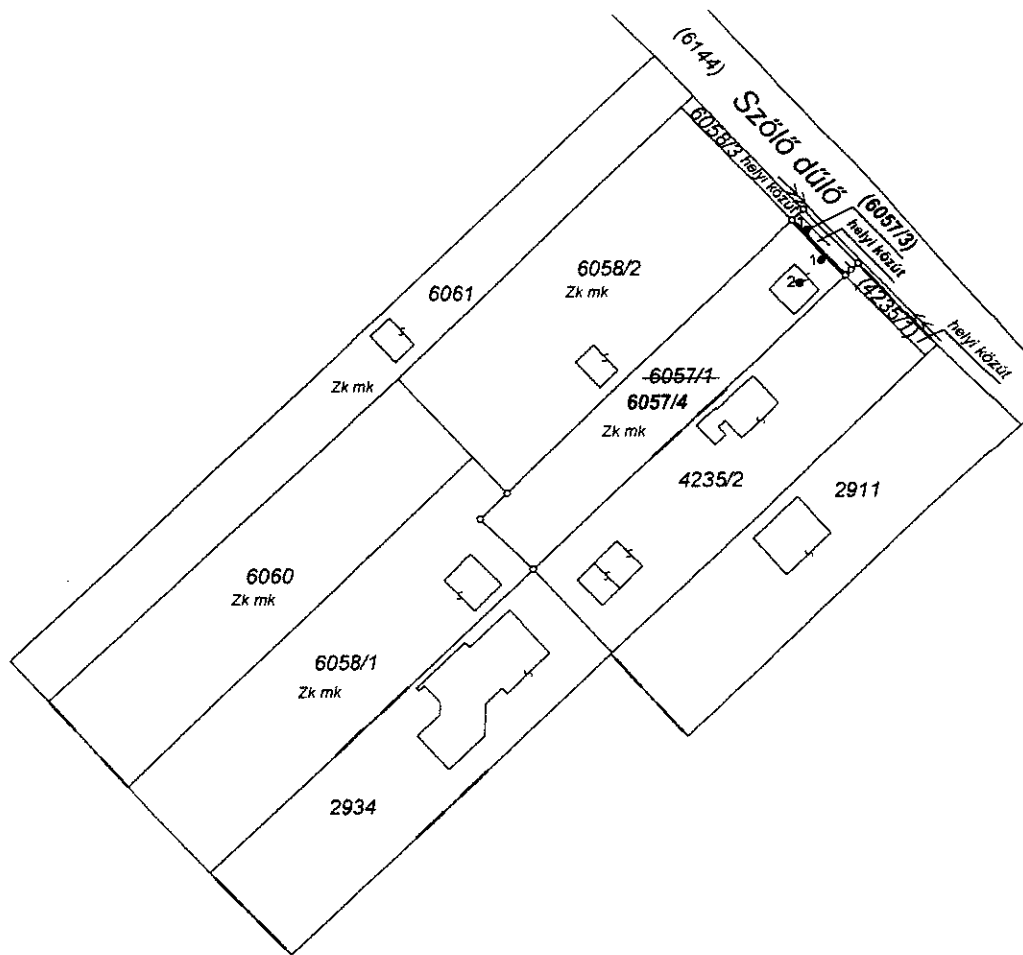 (6144)
Szőlő dűlő
6058/3 helyi közút
(6057/3)
helyi közút
(4235/1)
helyi közút
1
2
6058/2
Zk mk
6061
Zk mk
6057/1
6057/4
Zk mk
4235/2
2911
6060
Zk mk
6058/1
Zk mk
2934